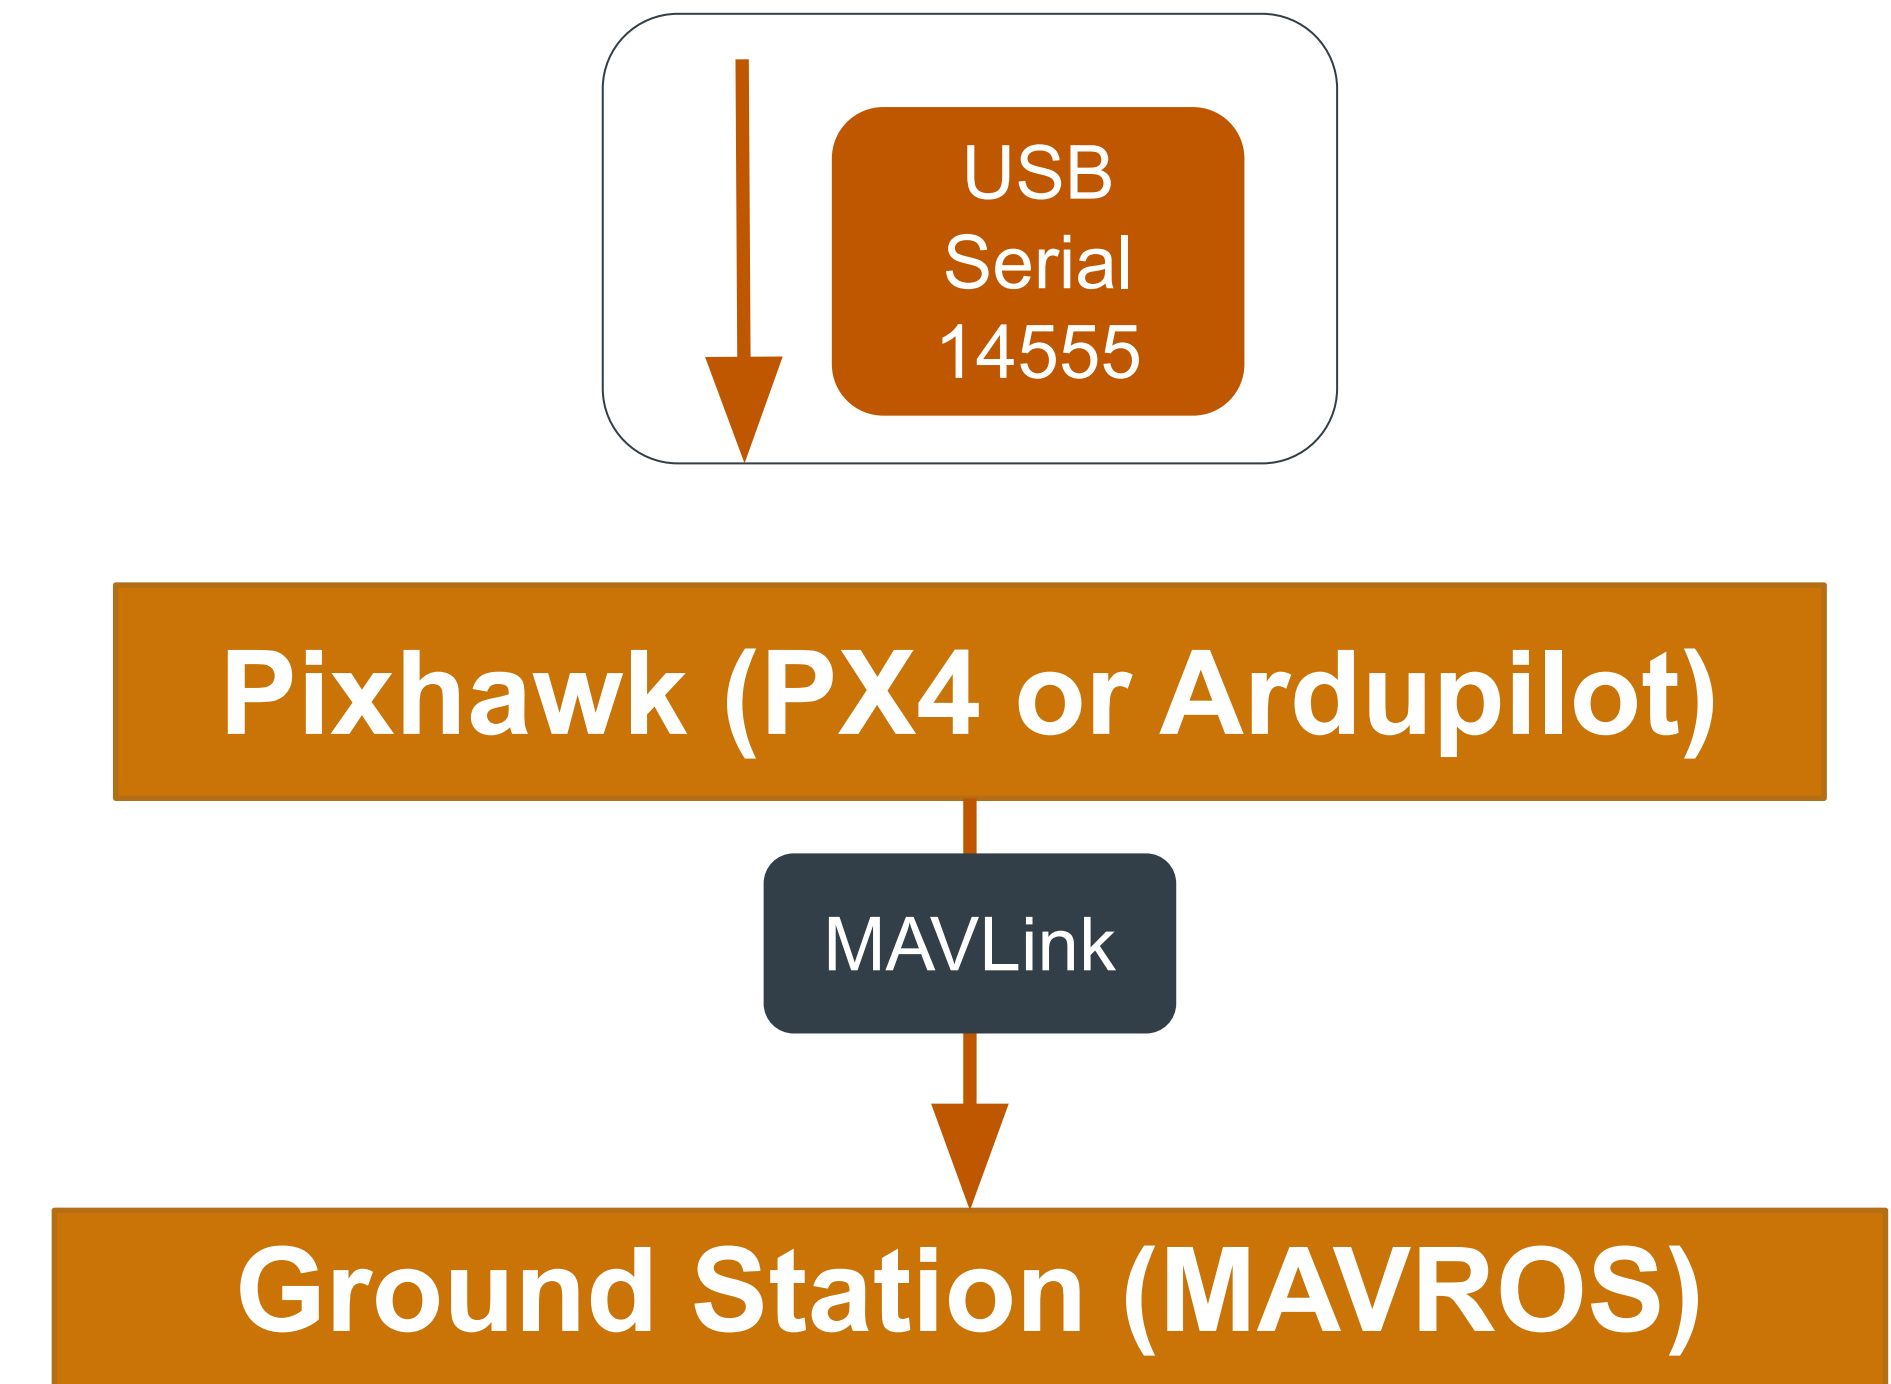 USB
Serial
14555
Pixhawk (PX4 or Ardupilot)
MAVLink
Ground Station (MAVROS)